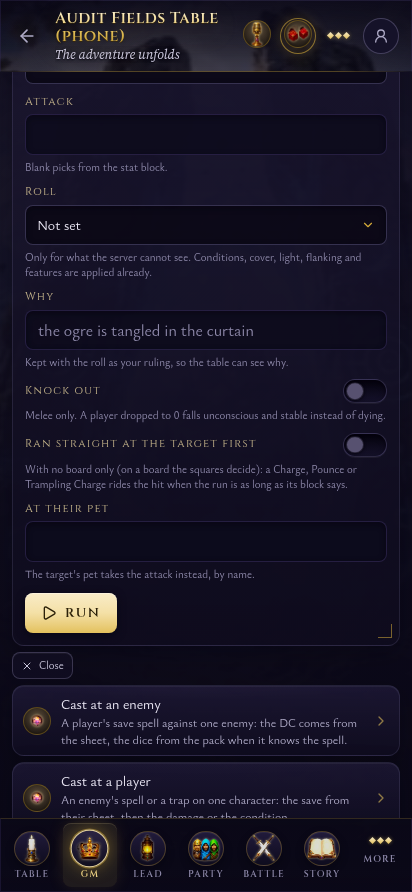 Audit Fields Table
(phone)
The adventure unfolds
Attack
Blank picks from the stat block.
Roll
Not set
Only for what the server cannot see. Conditions, cover, light, flanking and
features are applied already.
Why
the ogre is tangled in the curtain
Kept with the roll as your ruling, so the table can see why.
Knock out
Melee only. A player dropped to 0 falls unconscious and stable instead of dying.
Ran straight at the target first
With no board only (on a board the squares decide): a Charge, Pounce or
Trampling Charge rides the hit when the run is as long as its block says.
At their pet
The target's pet takes the attack instead, by name.
Run
Close
Cast at an enemy
A player's save spell against one enemy: the DC comes from
the sheet, the dice from the pack when it knows the spell.
Cast at a player
An enemy's spell or a trap on one character: the save from
their sheet, then the damage or the condition.
Table
GM
Lead
Party
Battle
Story
More